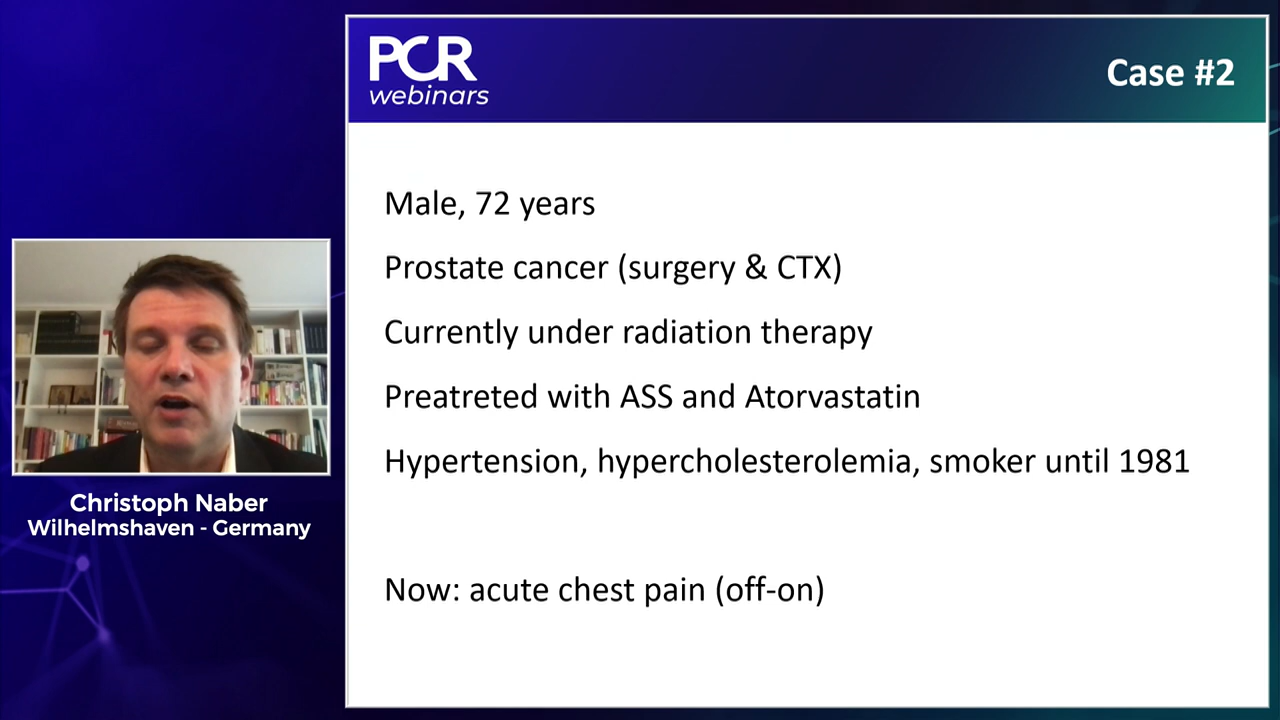 PCR
webinars
Case #2
Male, 72 years
Prostate cancer (surgery & CTX)
Currently under radiation therapy
Preatreted with ASS and Atorvastatin
Hypertension, hypercholesterolemia, smoker until 1981
Now: acute chest pain (off-on)
Christoph Naber
Wilhelmshaven - Germany